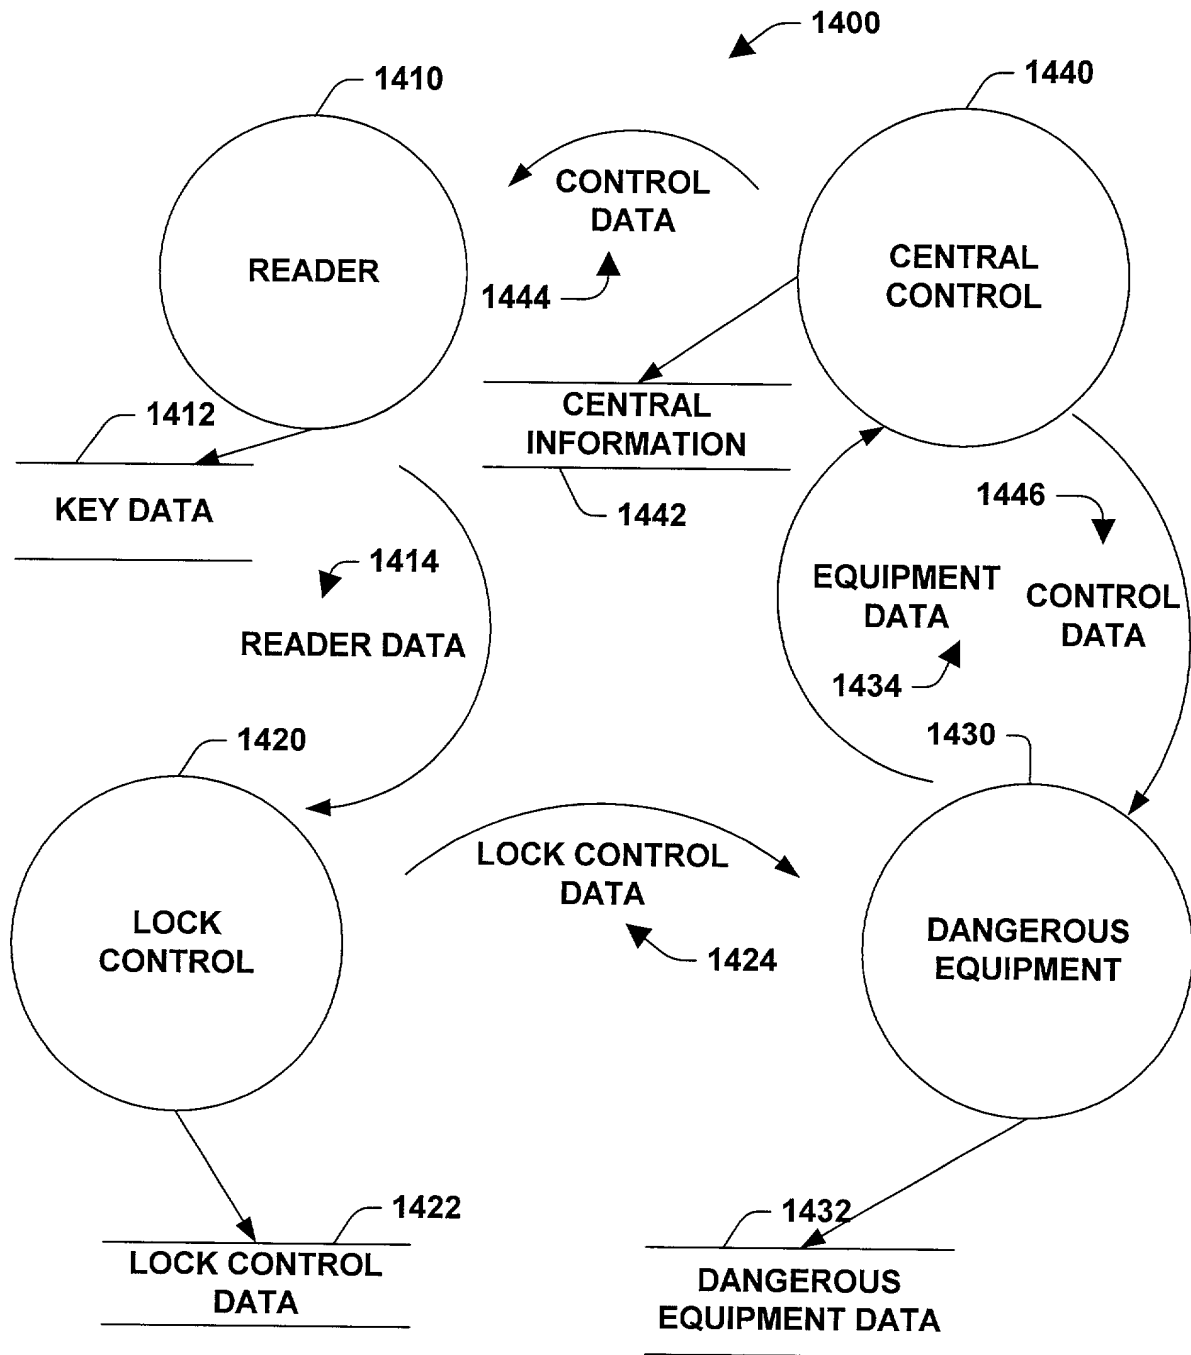 1400
1410
1440
CONTROL
DATA
READER
CENTRAL
CONTROL
1444
1412
CENTRAL
INFORMATION
KEY DATA
1442
1446
1414
EQUIPMENT
DATA
CONTROL
DATA
READER DATA
1434
1420
1430
LOCK CONTROL
DATA
LOCK
CONTROL
1424
DANGEROUS
EQUIPMENT
1422
1432
LOCK CONTROL
DATA
DANGEROUS
EQUIPMENT DATA